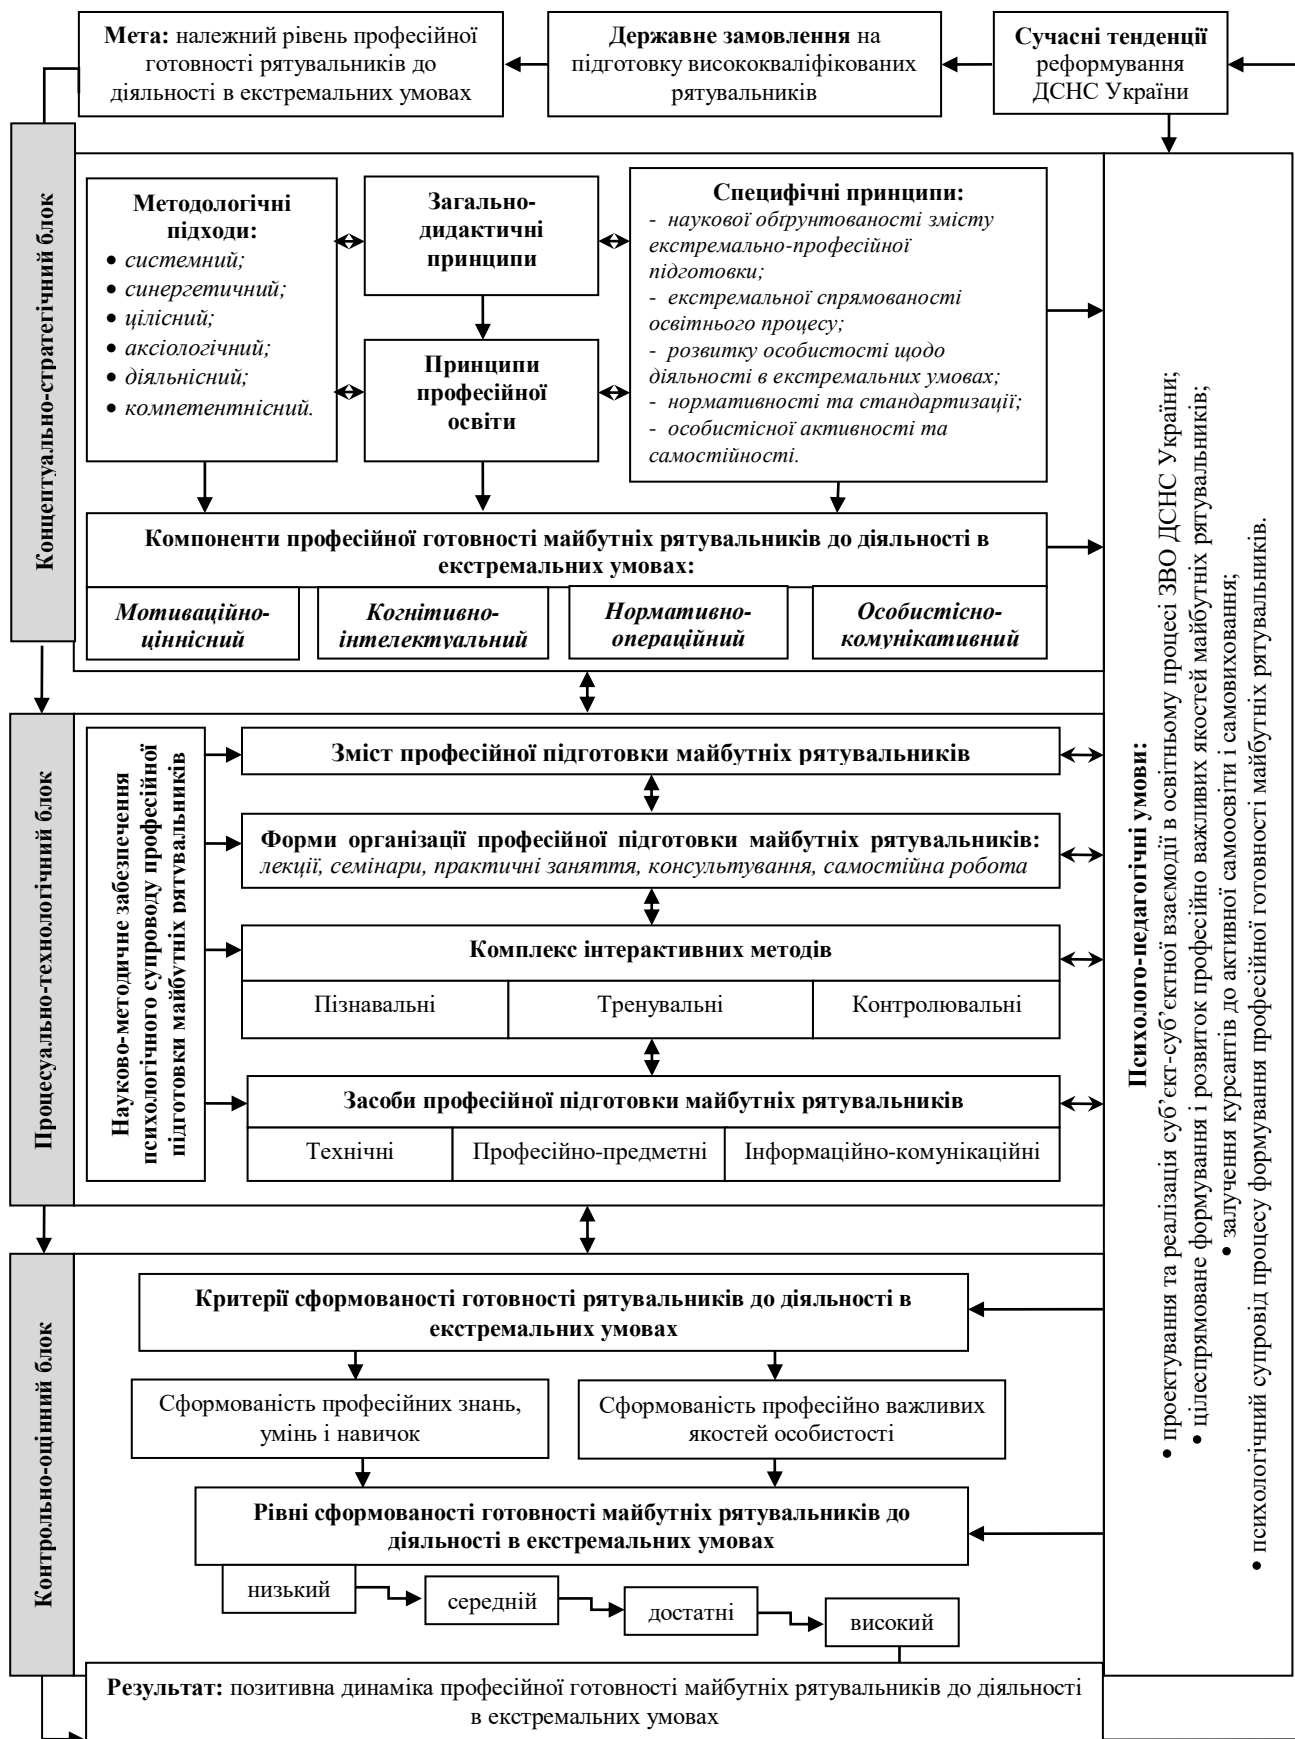 Мета: належний рівень професійної
готовності рятувальників до
діяльності в екстремальних умовах
Державне замовлення на
підготовку висококваліфікованих
рятувальників
Сучасні тенденції
реформування
ДСНС України
Концептуально-стратегічний блок
Методологічні
підходи:
• системний;
• синергетичний;
• цілісний;
• аксіологічний;
• діяльнісний;
• компетентнісний.
Загально-
дидактичні
принципи
Принципи
професійної
освіти
Специфічні принципи:
- наукової обґрунтованості змісту
екстремально-професійної
підготовки;
- екстремальної спрямованості
освітнього процесу;
- розвитку особистості щодо
діяльності в екстремальних умовах;
- нормативності та стандартизації;
- особистісної активності та
самостійності.
Компоненти професійної готовності майбутніх рятувальників до діяльності в
екстремальних умовах:
Мотиваційно-
ціннісний
Когнітивно-
інтелектуальний
Нормативно-
операційний
Особистісно-
комунікативний
Процесуально-технологічний блок
Науково-методичне забезпечення
психологічного супроводу професійної
підготовки майбутніх рятувальників
Зміст професійної підготовки майбутніх рятувальників
Форми організації професійної підготовки майбутніх рятувальників:
лекції, семінари, практичні заняття, консультування, самостійна робота
Комплекс інтерактивних методів
Пізнавальні
Тренувальні
Контролювальні
Засоби професійної підготовки майбутніх рятувальників
Технічні
Професійно-предметні
Інформаційно-комунікаційні
Контрольно-оцінний блок
Критерії сформованості готовності рятувальників до діяльності в
екстремальних умовах
Сформованість професійних знань,
умінь і навичок
Сформованість професійно важливих
якостей особистості
Рівні сформованості готовності майбутніх рятувальників до
діяльності в екстремальних умовах
низький
середній
достатні
високий
Результат: позитивна динаміка професійної готовності майбутніх рятувальників до діяльності
в екстремальних умовах
Психолого-педагогічні умови:
• проектування та реалізація суб’єкт-суб’єктної взаємодії в освітньому процесі ЗВО ДСНС України;
• цілеспрямоване формування і розвиток професійно важливих якостей майбутніх рятувальників;
• залучення курсантів до активної самоосвіти і самовиховання;
• психологічний супровід процесу формування професійної готовності майбутніх рятувальників.